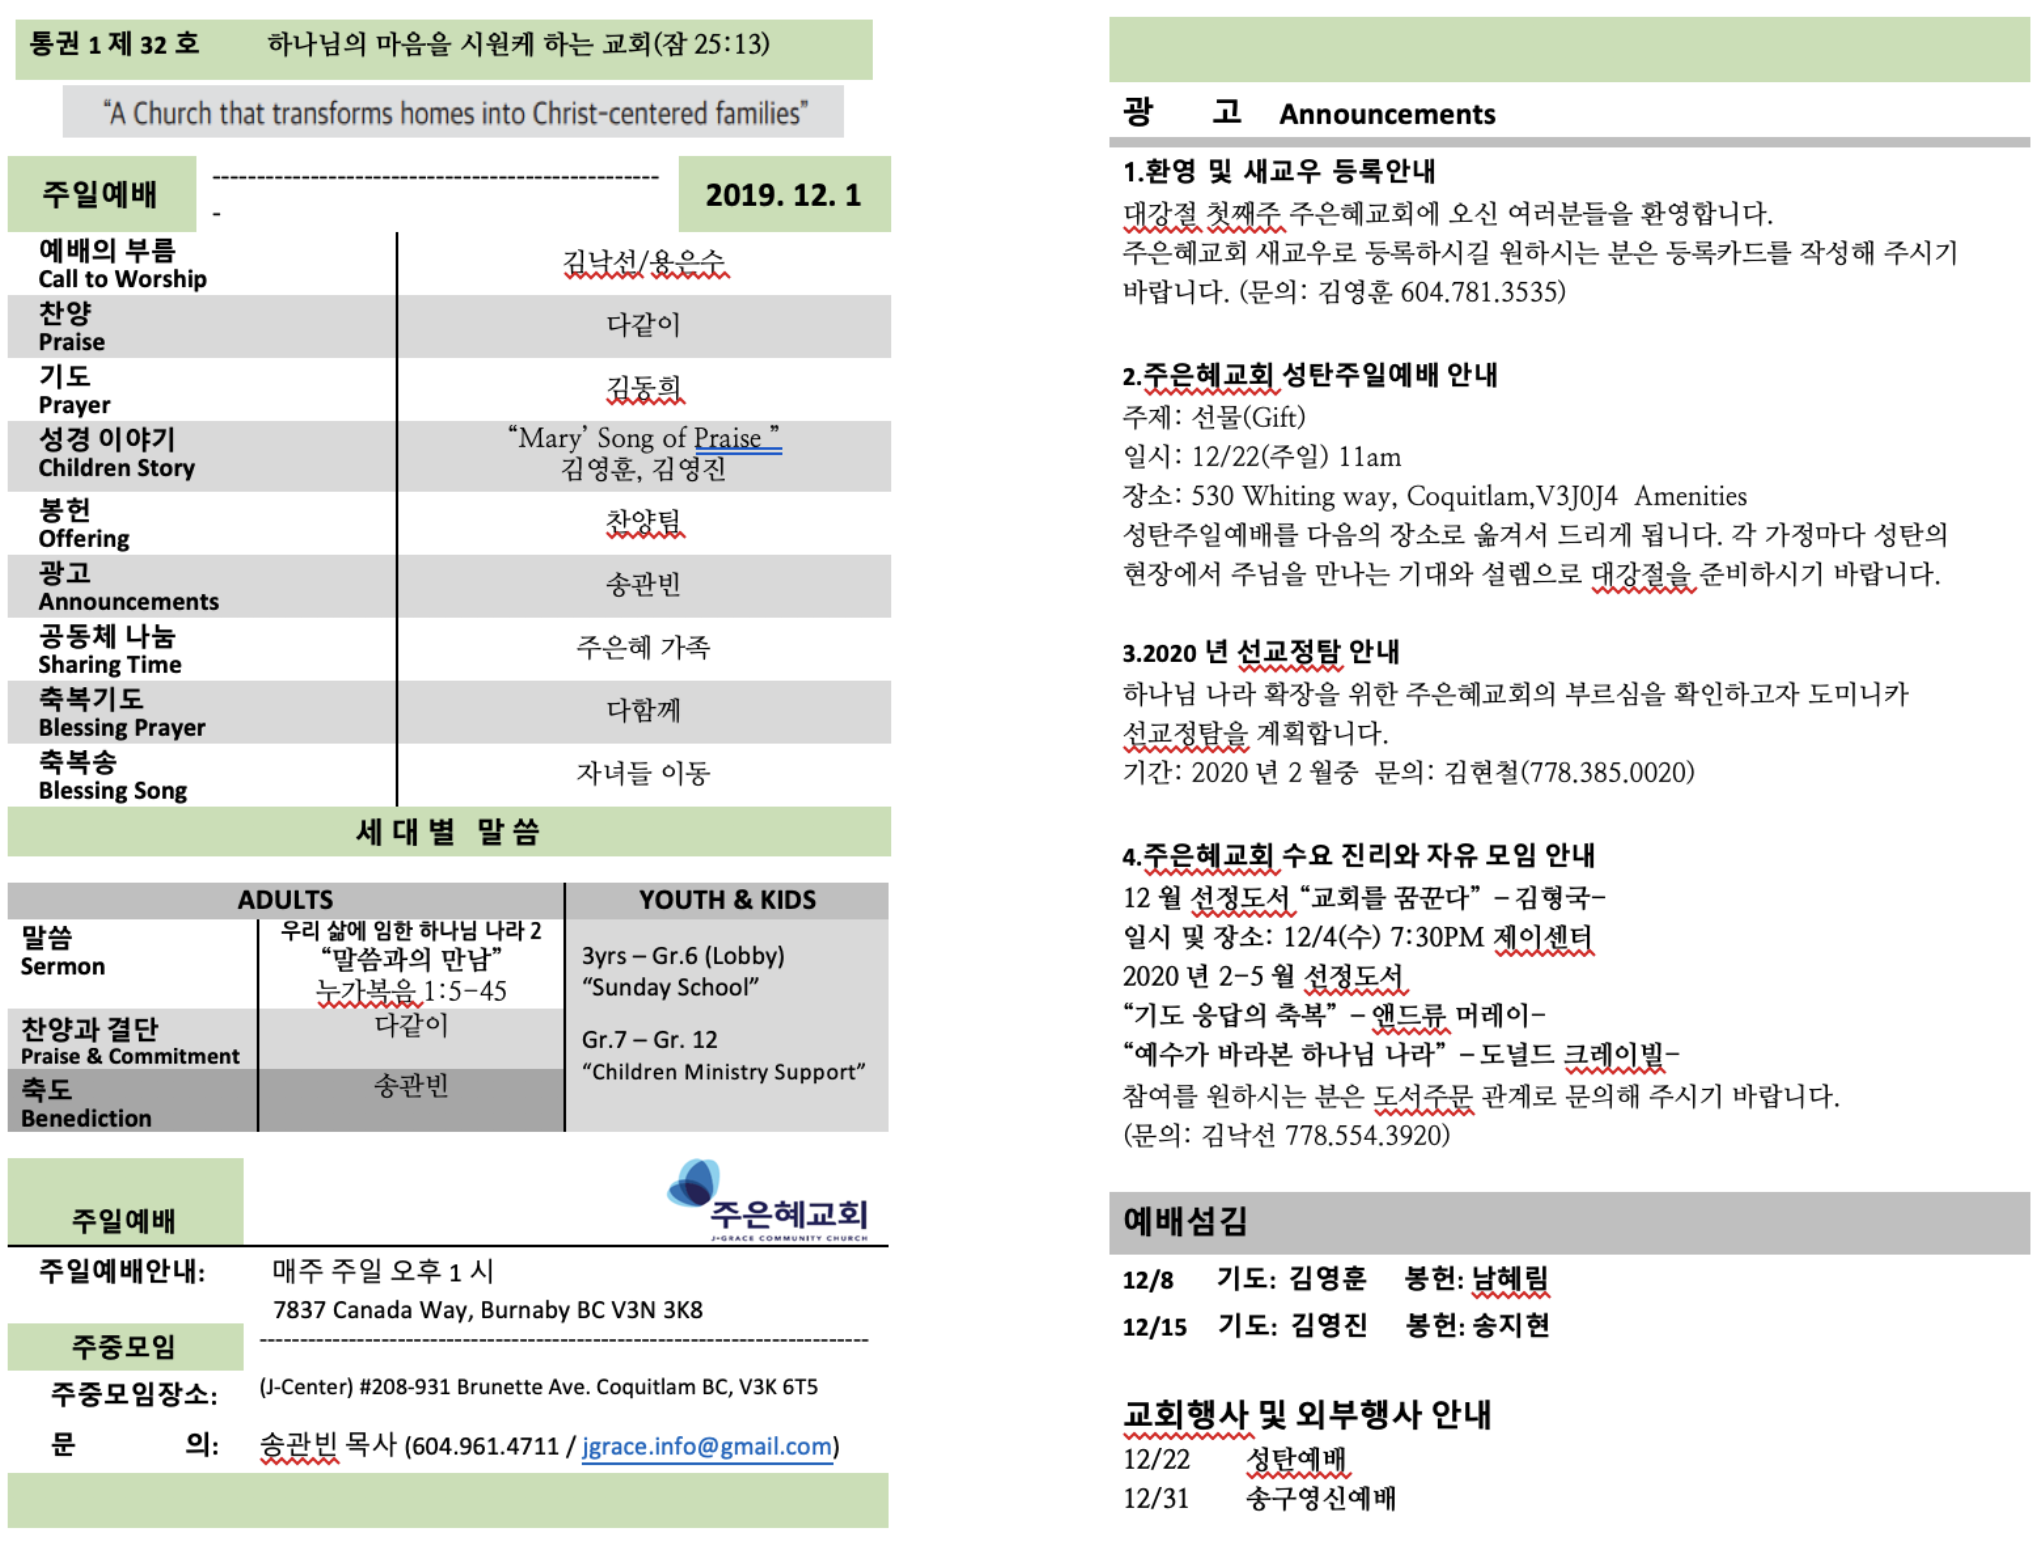 통권 1 제 32 호 하나님의 마음을 시원케 하는 교회(잠 25:13)
“A Church that transforms homes into Christ-centered families”
주일예배 --------------------------------------------------
-
2019. 12. 1
예배의 부름
Call to Worship
김낙선/용은수
찬양
Praise
다같이
기도
Prayer
김동희
성경 이야기
Children Story
“Mary’ Song of Praise ”
김영훈, 김영진
봉헌
Offering
찬양팀
광고
Announcements
송관빈
공동체 나눔
Sharing Time
주은혜 가족
축복기도
Blessing Prayer
다함께
축복송
Blessing Song
자녀들 이동
세 대 별 말 씀
ADULTS
YOUTH & KIDS
말씀
Sermon
우리 삶에 임한 하나님 나라 2
“말씀과의 만남”
누가복음 1:5-45
찬양과 결단
Praise & Commitment
다같이
축도
Benediction
송관빈
3yrs – Gr.6 (Lobby)
“Sunday School”
Gr.7 – Gr. 12
“Children Ministry Support”
주일예배
주은혜교회
J-GRACE COMMUNITY CHURCH
주일예배안내: 매주 주일 오후 1 시
7837 Canada Way, Burnaby BC V3N 3K8
주중모임 --------------------------------------------------------------------------
주중모임장소: (J-Center) #208-931 Brunette Ave. Coquitlam BC, V3K 6T5
문 의: 송관빈 목사 (604.961.4711 / jgrace.info@gmail.com)
광 고 Announcements
1.환영 및 새교우 등록안내
대강절 첫째주 주은혜교회에 오신 여러분들을 환영합니다.
주은혜교회 새교우로 등록하시길 원하시는 분은 등록카드를 작성해 주시기
바랍니다. (문의: 김영훈 604.781.3535)
2.주은혜교회 성탄주일예배 안내
주제: 선물(Gift)
일시: 12/22(주일) 11am
장소: 530 Whiting way, Coquitlam,V3J0J4 Amenities
성탄주일예배를 다음의 장소로 옮겨서 드리게 됩니다. 각 가정마다 성탄의
현장에서 주님을 만나는 기대와 설렘으로 대강절을 준비하시기 바랍니다.
3.2020 년 선교정탐 안내
하나님 나라 확장을 위한 주은혜교회의 부르심을 확인하고자 도미니카
선교정탐을 계획합니다.
기간: 2020 년 2 월중 문의: 김현철(778.385.0020)
4.주은혜교회 수요 진리와 자유 모임 안내
12 월 선정도서 “교회를 꿈꾼다” -김형국-
일시 및 장소: 12/4(수) 7:30PM 제이센터
2020 년 2-5 월 선정도서
“기도 응답의 축복” -앤드류 머레이-
“예수가 바라본 하나님 나라” -도널드 크레이빌-
참여를 원하시는 분은 도서주문 관계로 문의해 주시기 바랍니다.
(문의: 김낙선 778.554.3920)
예배섬김
12/8 기도: 김영훈 봉헌: 남혜림
12/15 기도: 김영진 봉헌: 송지현
교회행사 및 외부행사 안내
12/22 성탄예배
12/31 송구영신예배